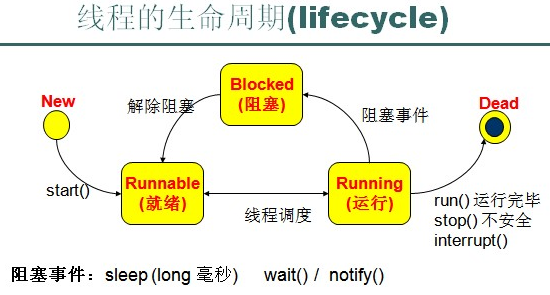 线程的生命周期(lifecycle)
Blocked
(阻塞)
New
Dead
解除阻塞
阻塞事件
start()
Runnable
(就绪)
Running
(运行)
线程调度
run() 运行完毕
stop() 不安全
interrupt()
阻塞事件：sleep (long 毫秒) wait() / notify()